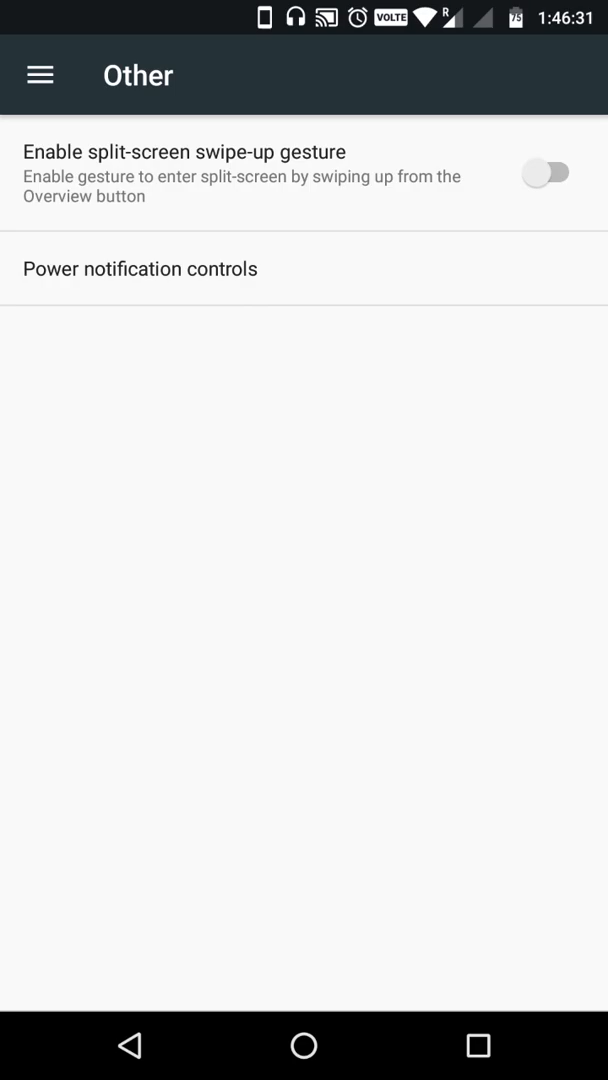 VOLTE R 75 1:46:31
Other
Enable split-screen swipe-up gesture
Enable gesture to enter split-screen by swiping up from the
Overview button
Power notification controls